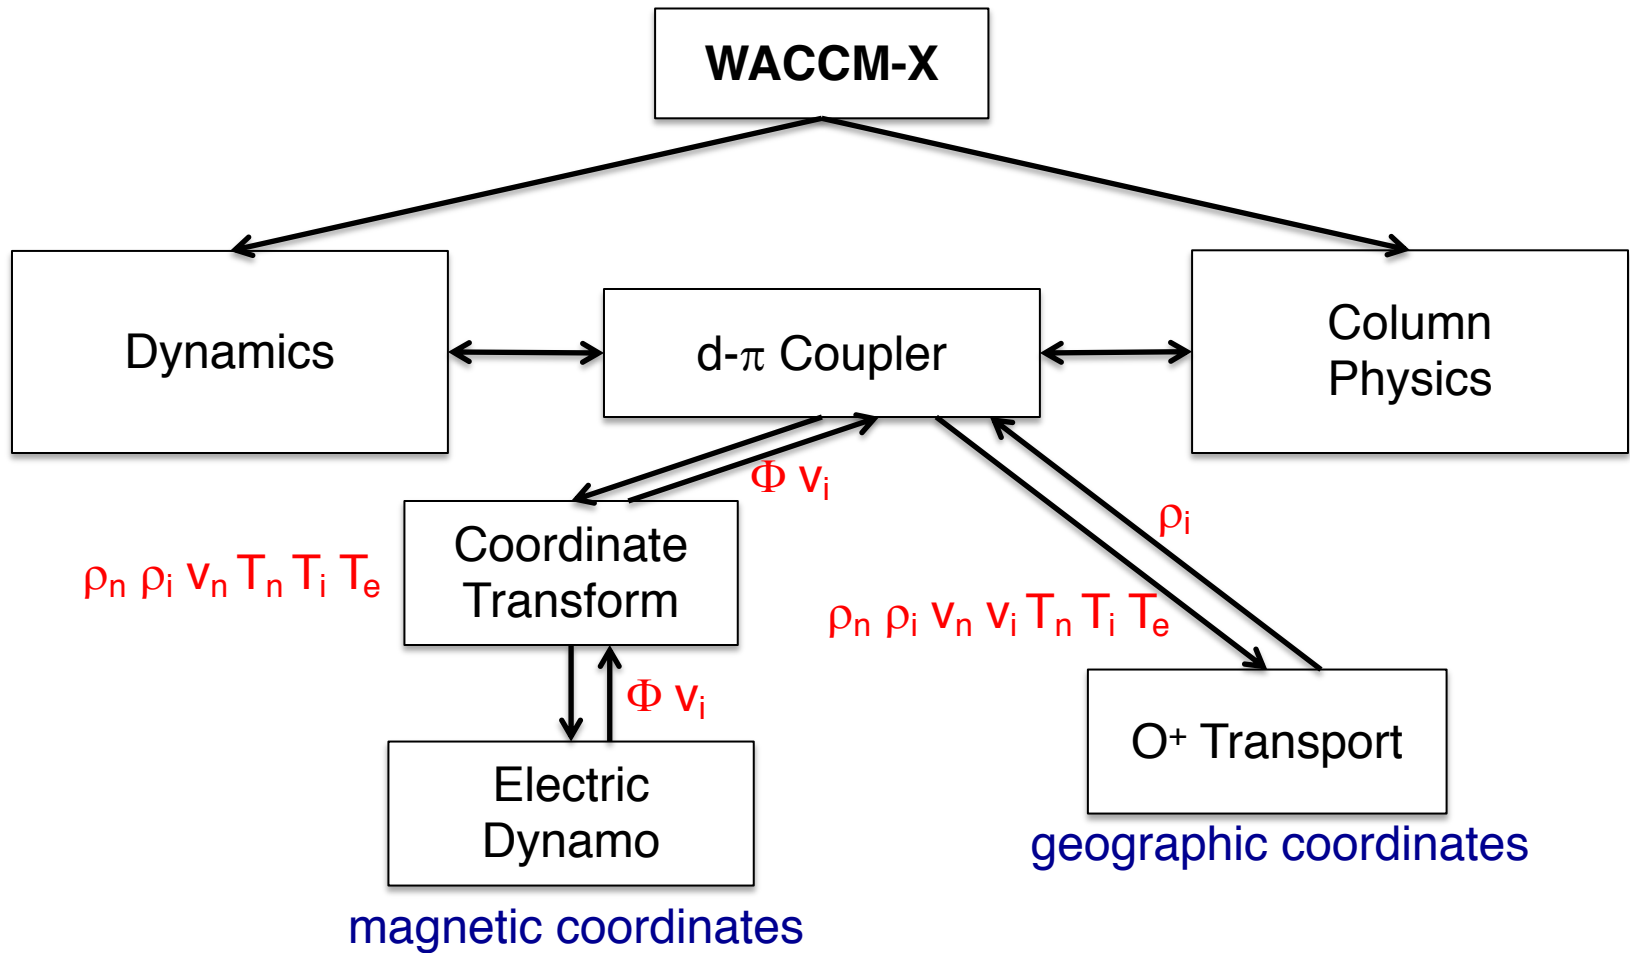 WACCM-X
Dynamics
d-π Coupler
Column
Physics
Φ vᵢ
Coordinate
Transform
ρₙ ρᵢ vₙ Tₙ Tᵢ Tₑ
ρᵢ
ρₙ ρᵢ vₙ vᵢ Tₙ Tᵢ Tₑ
Φ vᵢ
Electric
Dynamo
O⁺ Transport
geographic coordinates
magnetic coordinates